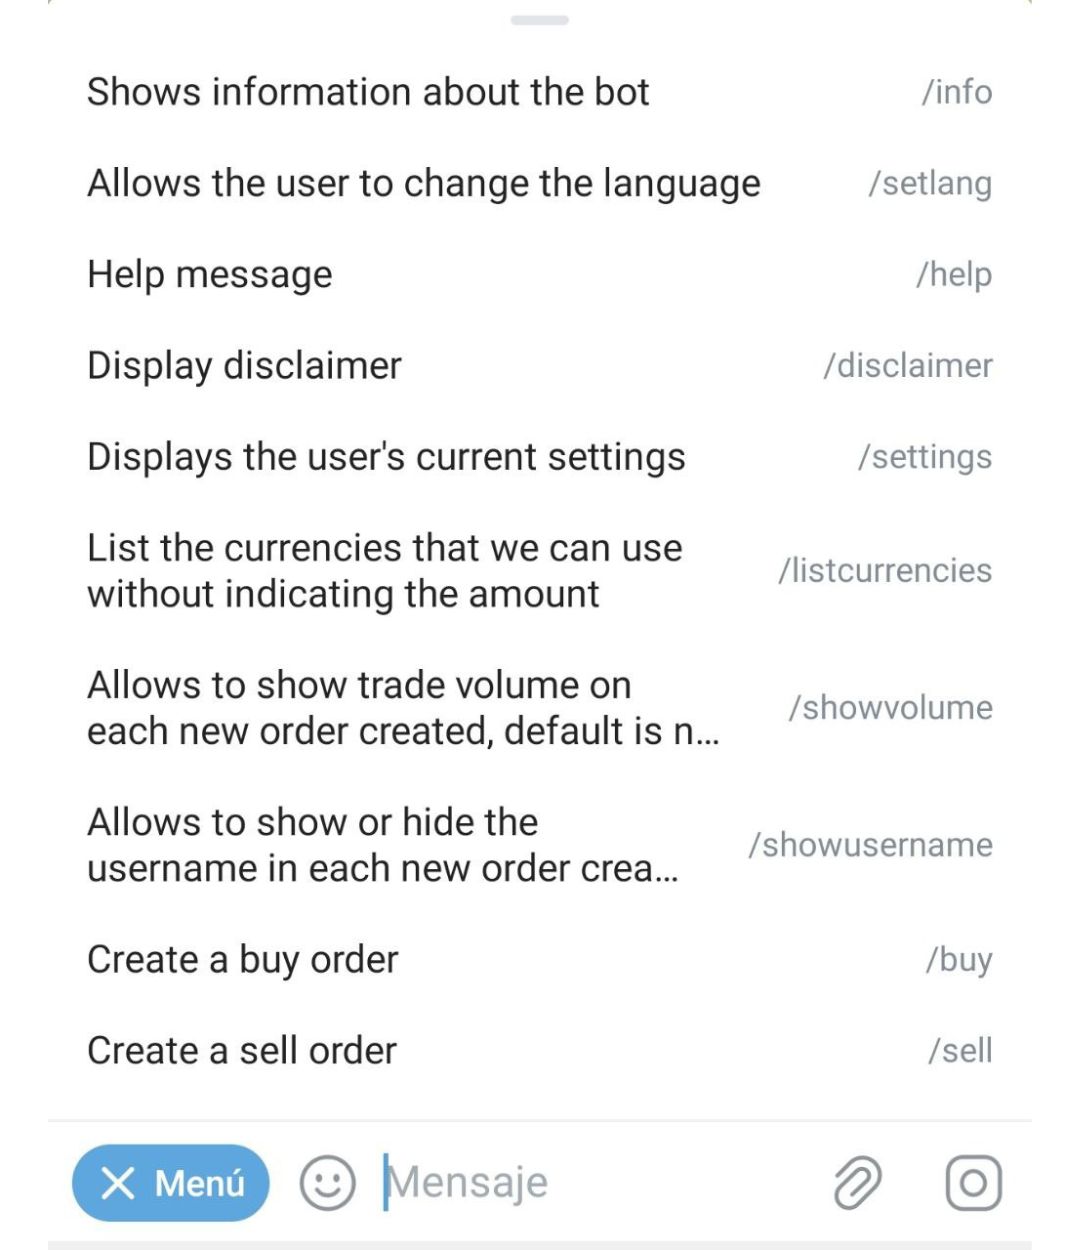 Shows information about the bot /info
Allows the user to change the language /setlang
Help message /help
Display disclaimer /disclaimer
Displays the user's current settings /settings
List the currencies that we can use
without indicating the amount /listcurrencies
Allows to show trade volume on
each new order created, default is n... /showvolume
Allows to show or hide the
username in each new order crea... /showusername
Create a buy order /buy
Create a sell order /sell
Menú Mensaje